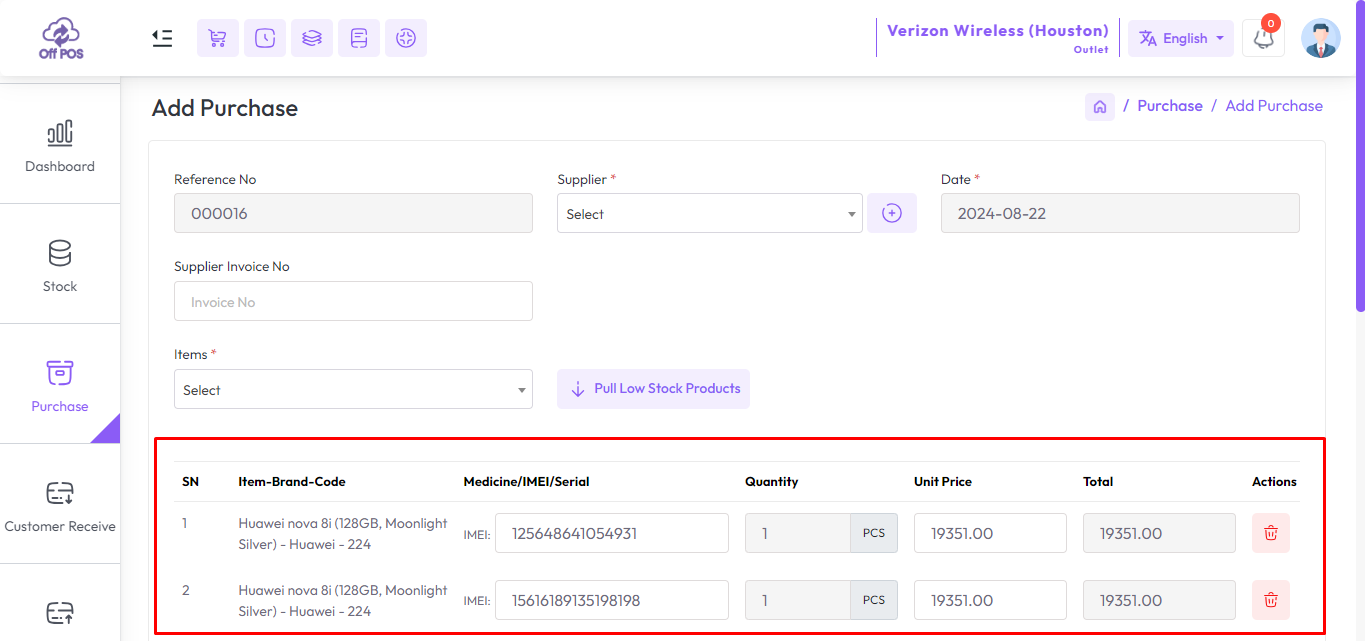 Off POS
Verizon Wireless (Houston)
Outlet
English
0
Dashboard
Stock
Purchase
Customer Receive
Add Purchase
/ Purchase / Add Purchase
Reference No
000016
Supplier *
Select
Date *
2024-08-22
Supplier Invoice No
Invoice No
Items *
Select
Pull Low Stock Products
SN Item-Brand-Code Medicine/IMEI/Serial Quantity Unit Price Total Actions
1 Huawei nova 8i (128GB, Moonlight
Silver) - Huawei - 224
IMEI: 125648641054931 1 PCS 19351.00 19351.00
2 Huawei nova 8i (128GB, Moonlight
Silver) - Huawei - 224
IMEI: 15616189135198198 1 PCS 19351.00 19351.00